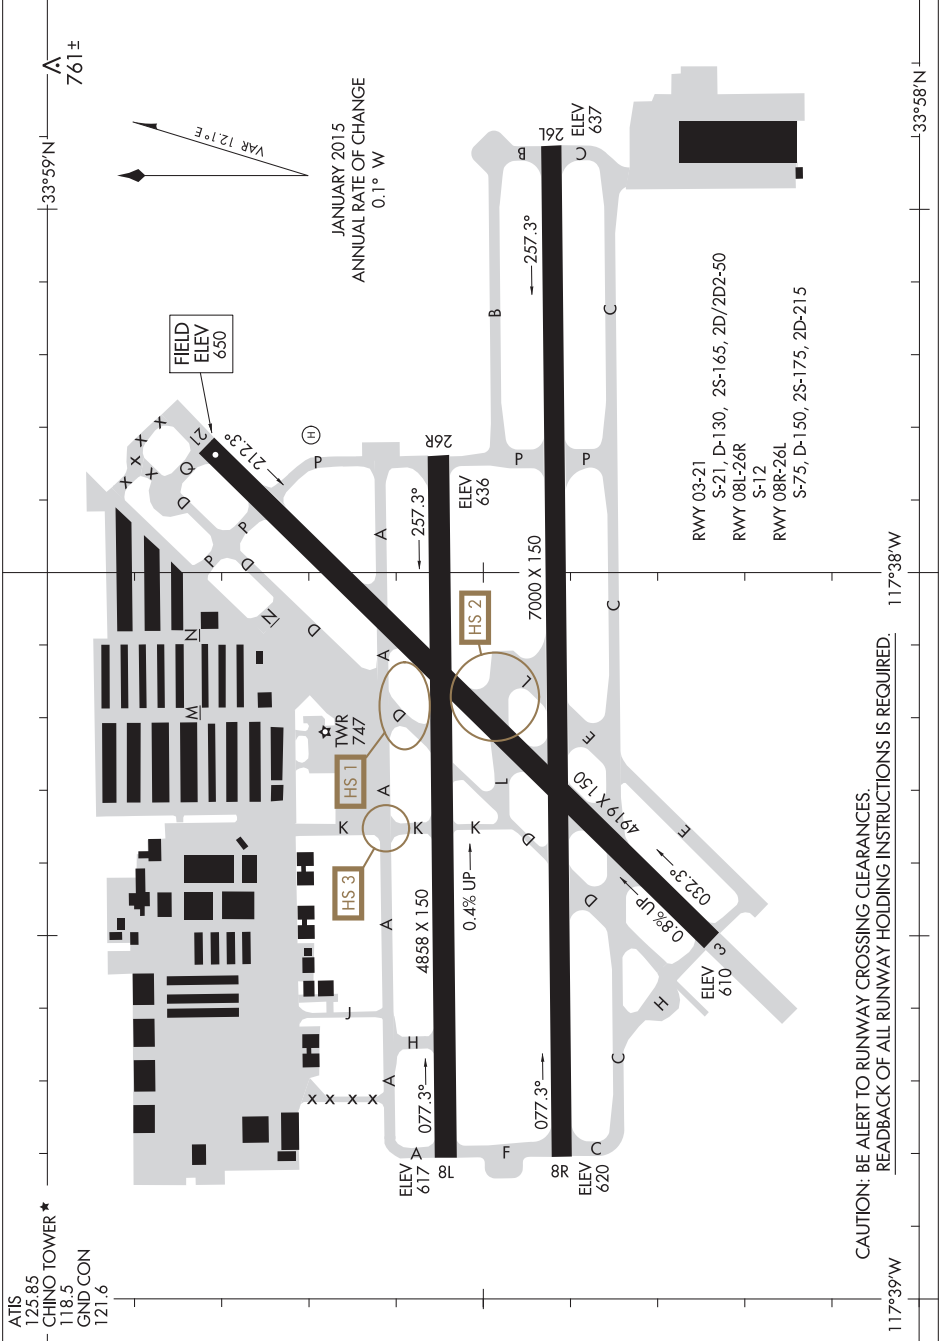 ATIS
125.85
CHINO TOWER ★
118.5
GND CON
121.6
761±
33°59'N
33°58'N
117°39'W
117°38'W
VAR 12.1° E
JANUARY 2015
ANNUAL RATE OF CHANGE
0.1° W
FIELD
ELEV
650
21
212.3°
H
X X X X X
Q
D
P
P
D
P
N
N
M
D
A
A
D
A
K
K
K
A
J
H
A
A
X X X X
TWR
747
HS 1
HS 2
HS 3
26R
ELEV
636
257.3°
4858 X 150
0.4% UP
077.3°
8L
ELEV
617
F
26L
ELEV
637
B
C
257.3°
B
C
P
P
7000 X 150
C
L
L
E
E
D
D
4919 X 150
032.3°
0.8% UP
3
ELEV
610
H
C
077.3°
8R
ELEV
620
C
RWY 03-21
S-21, D-130, 2S-165, 2D/2D2-50
RWY 08L-26R
S-12
RWY 08R-26L
S-75, D-150, 2S-175, 2D-215
CAUTION: BE ALERT TO RUNWAY CROSSING CLEARANCES.
READBACK OF ALL RUNWAY HOLDING INSTRUCTIONS IS REQUIRED.